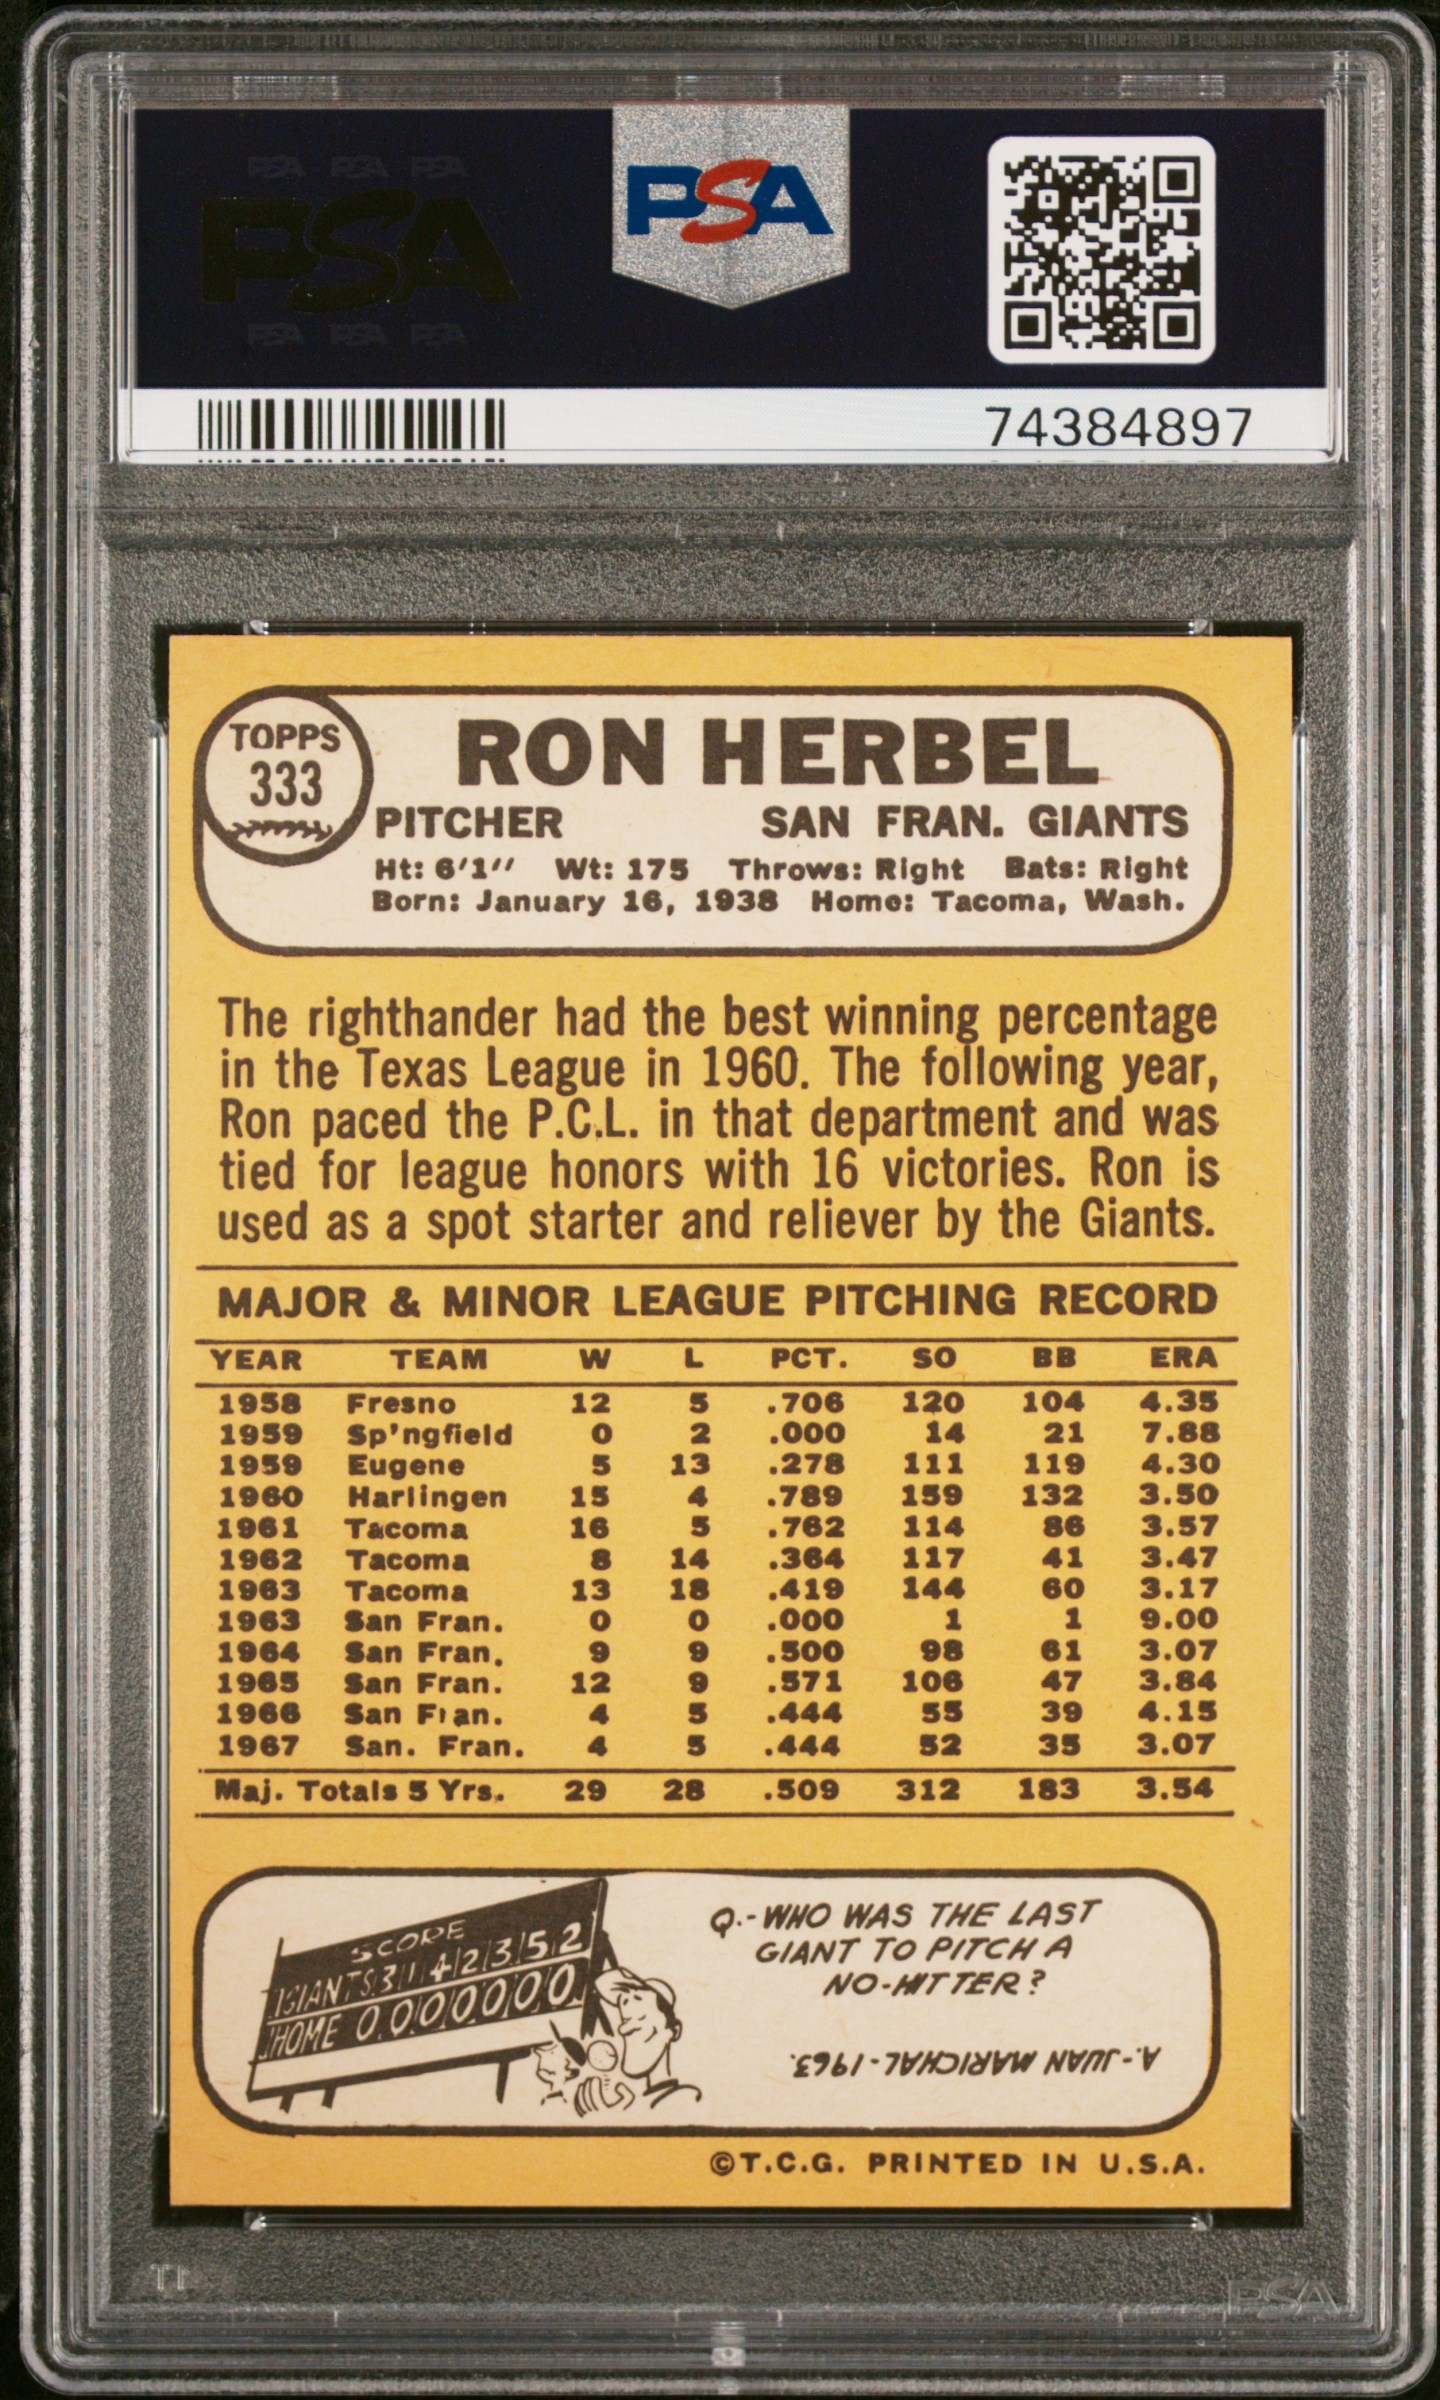 PSA PSA PSA
PSA
PSA PSA PSA
PSA
74384897
TOPPS
333
RON HERBEL
PITCHER SAN FRAN. GIANTS
Ht: 6'1" Wt: 175 Throws: Right Bats: Right
Born: January 16, 1938 Home: Tacoma, Wash.
The righthander had the best winning percentage
in the Texas League in 1960. The following year,
Ron paced the P.C.L. in that department and was
tied for league honors with 16 victories. Ron is
used as a spot starter and reliever by the Giants.
MAJOR & MINOR LEAGUE PITCHING RECORD
YEAR TEAM W L PCT. SO BB ERA
1958 Fresno 12 5 .706 120 104 4.35
1959 Sp'ngfield 0 2 .000 14 21 7.88
1959 Eugene 5 13 .278 111 119 4.30
1960 Harlingen 15 4 .789 159 132 3.50
1961 Tacoma 16 5 .762 114 86 3.57
1962 Tacoma 8 14 .364 117 41 3.47
1963 Tacoma 13 18 .419 144 60 3.17
1963 San Fran. 0 0 .000 1 1 9.00
1964 San Fran. 9 9 .500 98 61 3.07
1965 San Fran. 12 9 .571 106 47 3.84
1966 San Fran. 4 5 .444 55 39 4.15
1967 San. Fran. 4 5 .444 52 35 3.07
Maj. Totals 5 Yrs. 29 28 .509 312 183 3.54
SCORE
GIANTS 3 1 4 2 3 5 2
HOME 0 0 0 0 0 0 0
Q.-WHO WAS THE LAST
GIANT TO PITCH A
NO-HITTER?
A.-JUAN MARICHAL-1963.
©T.C.G. PRINTED IN U.S.A.
PSA